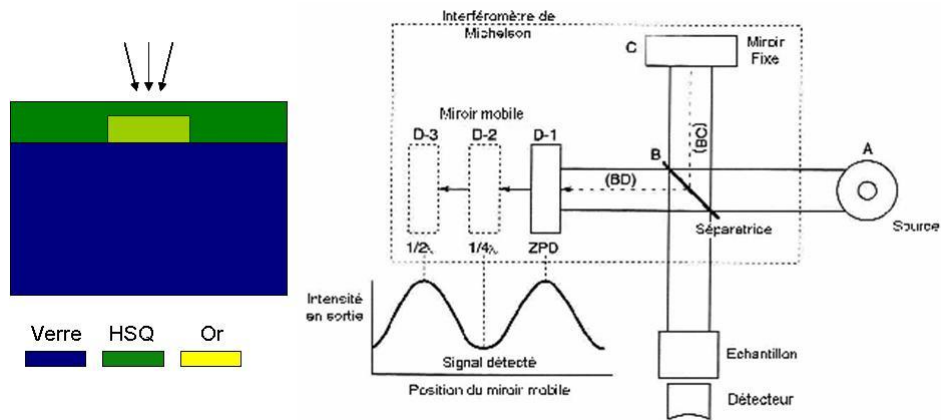 Verre
HSQ
Or
Interféromètre de
Michelson
C
Miroir
Fixe
Miroir mobile
D-3
D-2
D-1
B
(BC)
A
(BD)
Séparatrice
Source
1/2λ
1/4λ
ZPD
Intensité
en sortie
Signal détecté
Position du miroir mobile
Echantillon
Détecteur